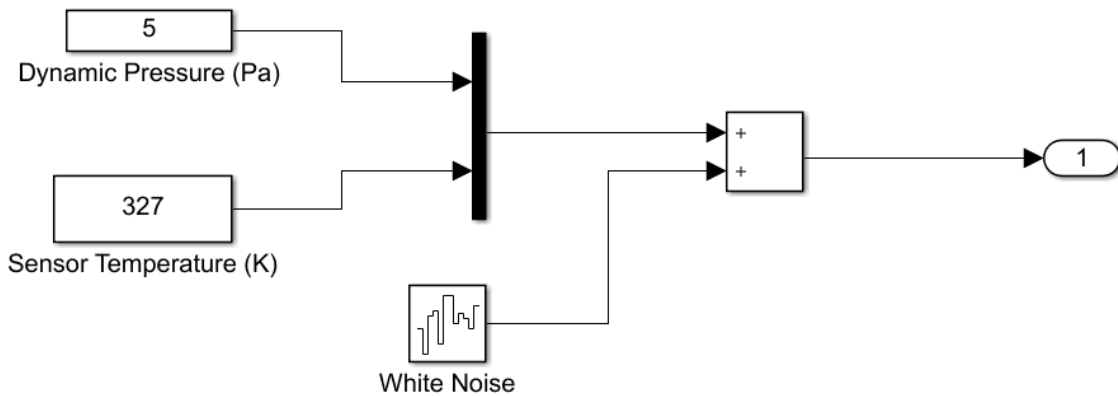 5
Dynamic Pressure (Pa)
327
Sensor Temperature (K)
+
+
1
White Noise